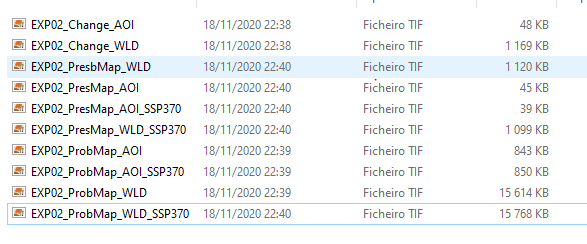 EXP02_Change_AOI 18/11/2020 22:38 Ficheiro TIF 48 KB
EXP02_Change_WLD 18/11/2020 22:38 Ficheiro TIF 1 169 KB
EXP02_PresbMap_WLD 18/11/2020 22:40 Ficheiro TIF 1 120 KB
EXP02_PresMap_AOI 18/11/2020 22:40 Ficheiro TIF 45 KB
EXP02_PresMap_AOI_SSP370 18/11/2020 22:40 Ficheiro TIF 39 KB
EXP02_PresMap_WLD_SSP370 18/11/2020 22:40 Ficheiro TIF 1 099 KB
EXP02_ProbMap_AOI 18/11/2020 22:39 Ficheiro TIF 843 KB
EXP02_ProbMap_AOI_SSP370 18/11/2020 22:39 Ficheiro TIF 850 KB
EXP02_ProbMap_WLD 18/11/2020 22:39 Ficheiro TIF 15 614 KB
EXP02_ProbMap_WLD_SSP370 18/11/2020 22:40 Ficheiro TIF 15 768 KB